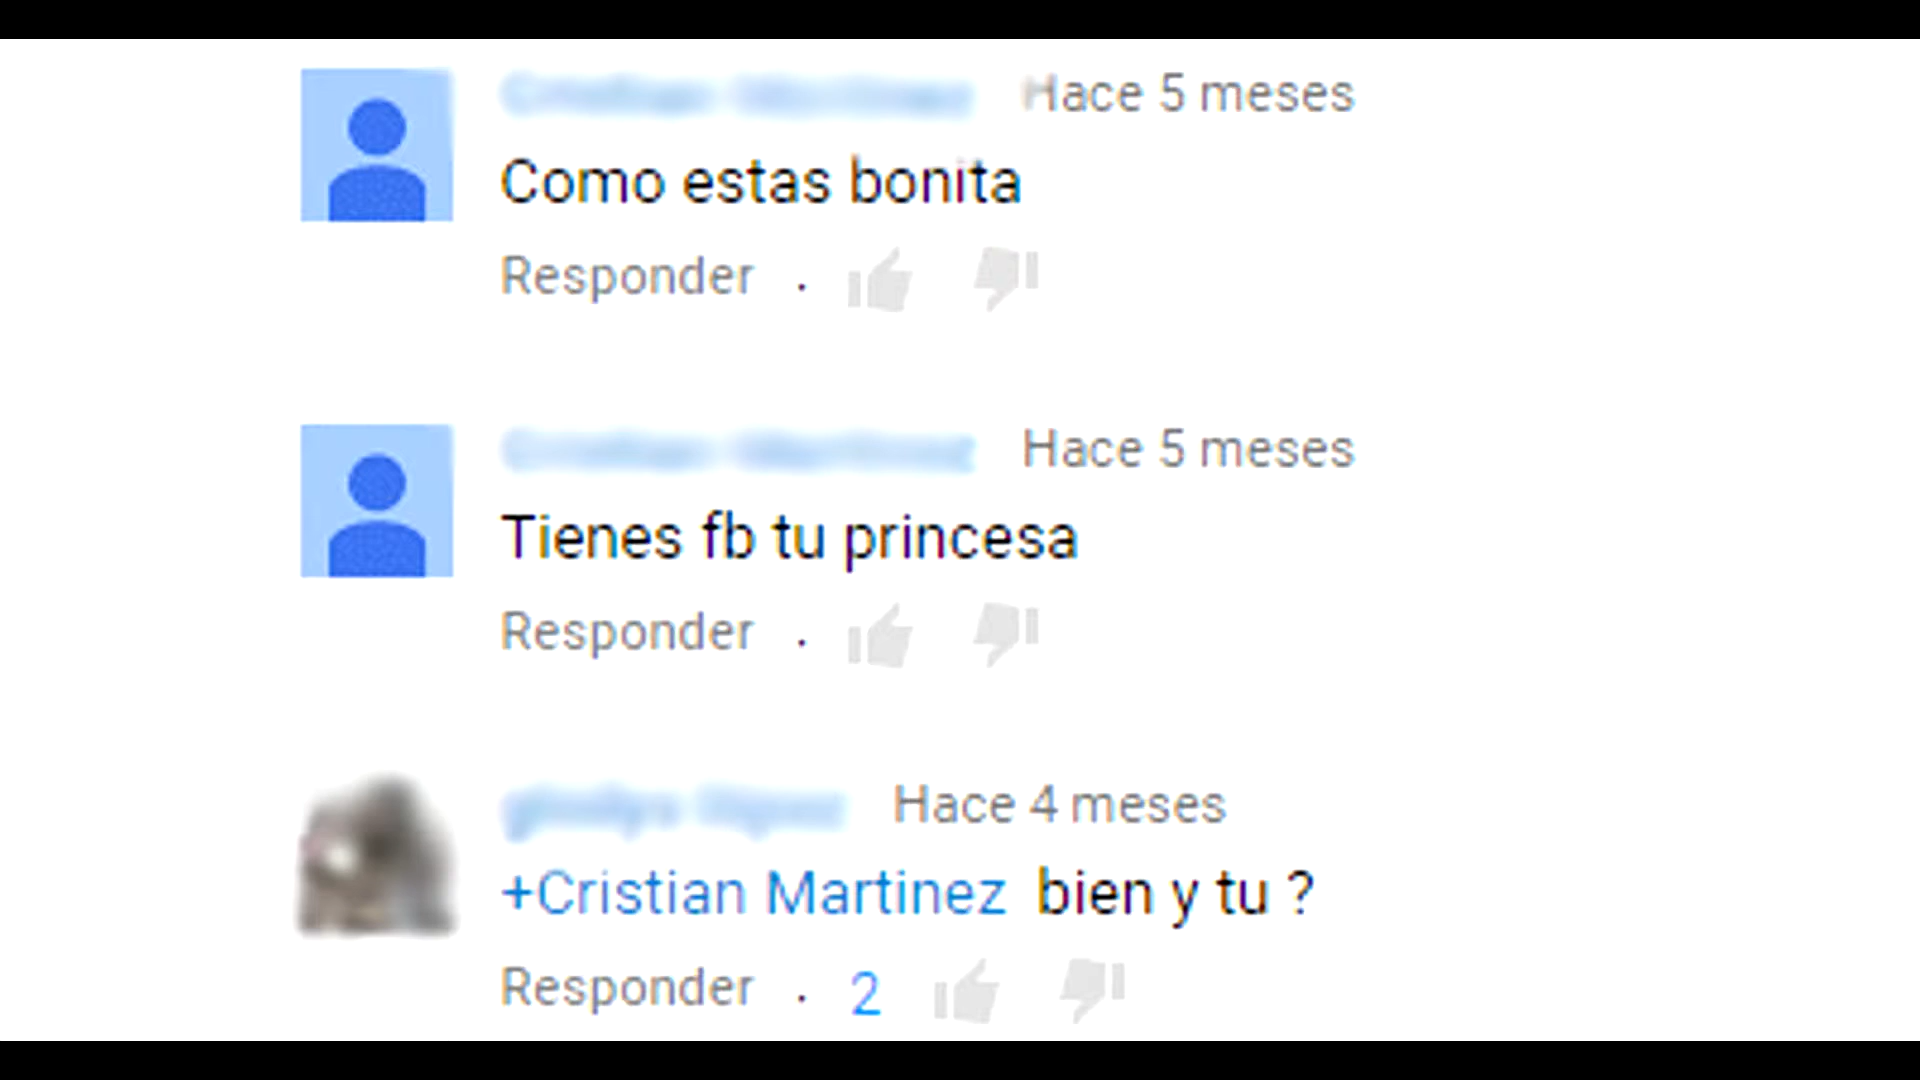 Hace 5 meses
Como estas bonita
Responder .
Hace 5 meses
Tienes fb tu princesa
Responder .
Hace 4 meses
+Cristian Martinez bien y tu ?
Responder . 2